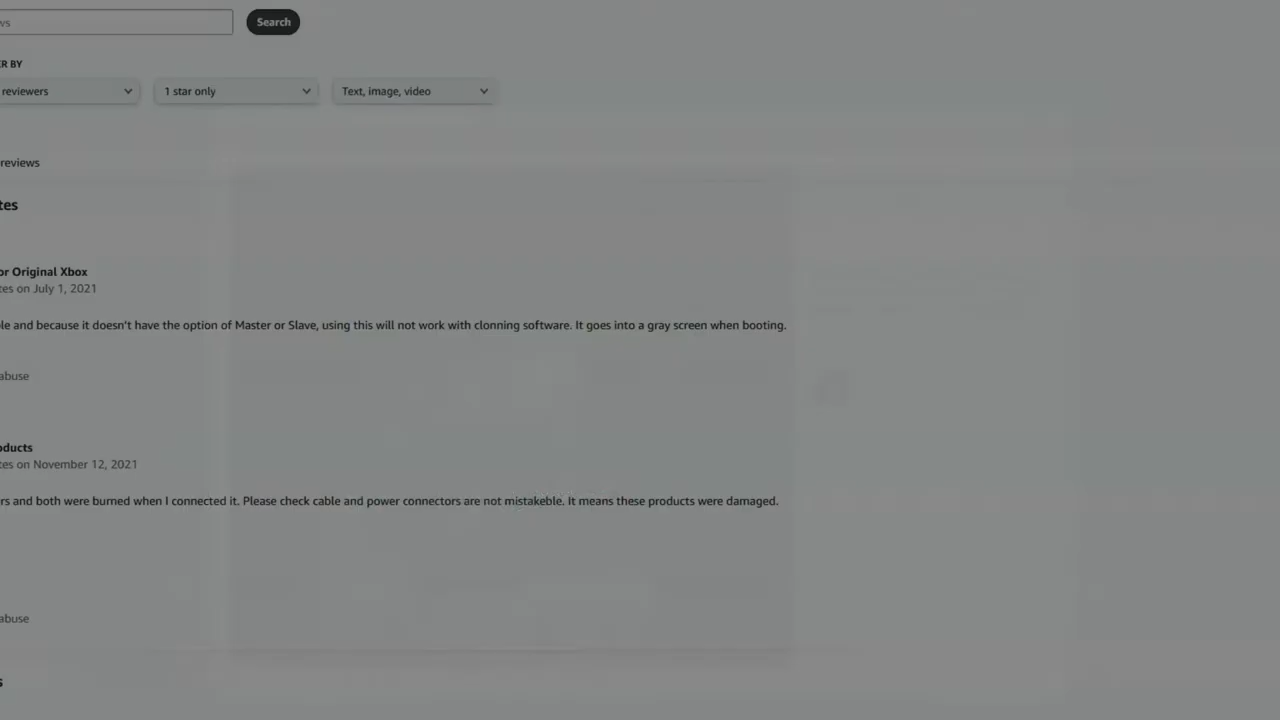 ws
Search
ER BY
reviewers
1 star only
Text, image, video
reviews
tes
or Original Xbox
tes on July 1, 2021
le and because it doesn't have the option of Master or Slave, using this will not work with clonning software. It goes into a gray screen when booting.
abuse
oducts
tes on November 12, 2021
rs and both were burned when I connected it. Please check cable and power connectors are not mistakeble. It means these products were damaged.
abuse
s